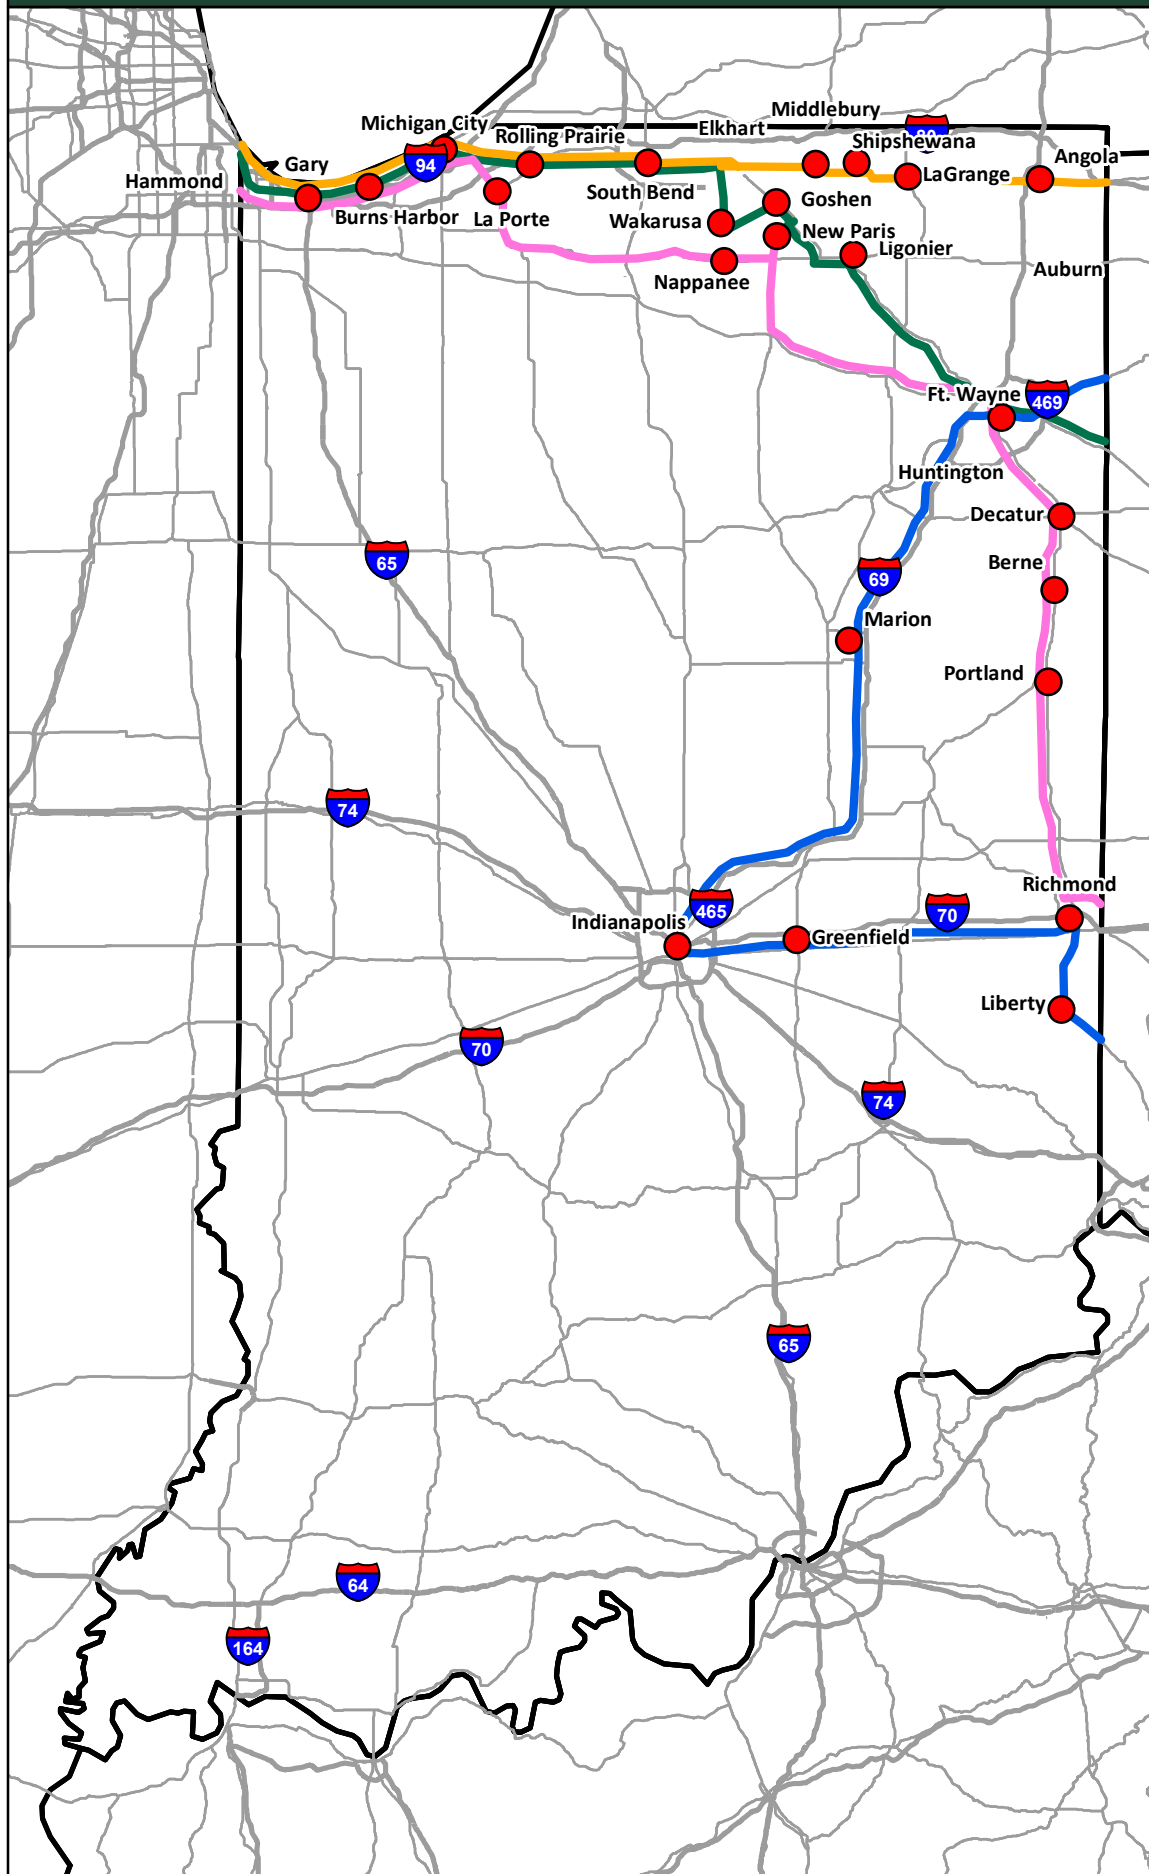 Middlebury
Michigan City
Elkhart
80
Rolling Prairie
Shipshewana
Angola
Gary
94
Hammond
LaGrange
South Bend
Goshen
Burns Harbor
La Porte
Wakarusa
New Paris
Ligonier
Auburn
Nappanee
Ft. Wayne
469
Huntington
Decatur
65
Berne
69
Marion
Portland
74
Richmond
465
70
Indianapolis
Greenfield
Liberty
70
74
65
64
164